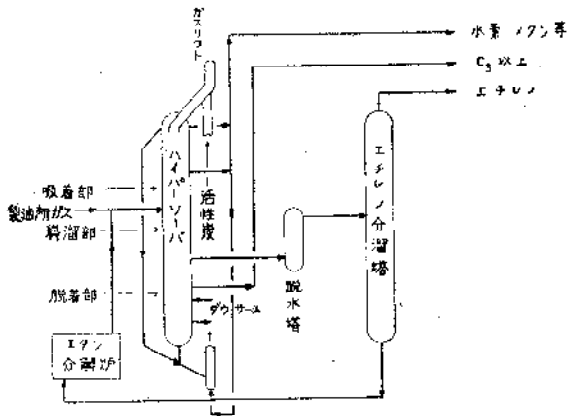 ガスリフト
水素 メタン等
C3 以上
エチレン
ハイパーソーバ
活性炭
吸着部
製油所ガス
精溜部
脱着部
ダウサーム
脱水塔
エチレン分溜塔
エタン
分解炉